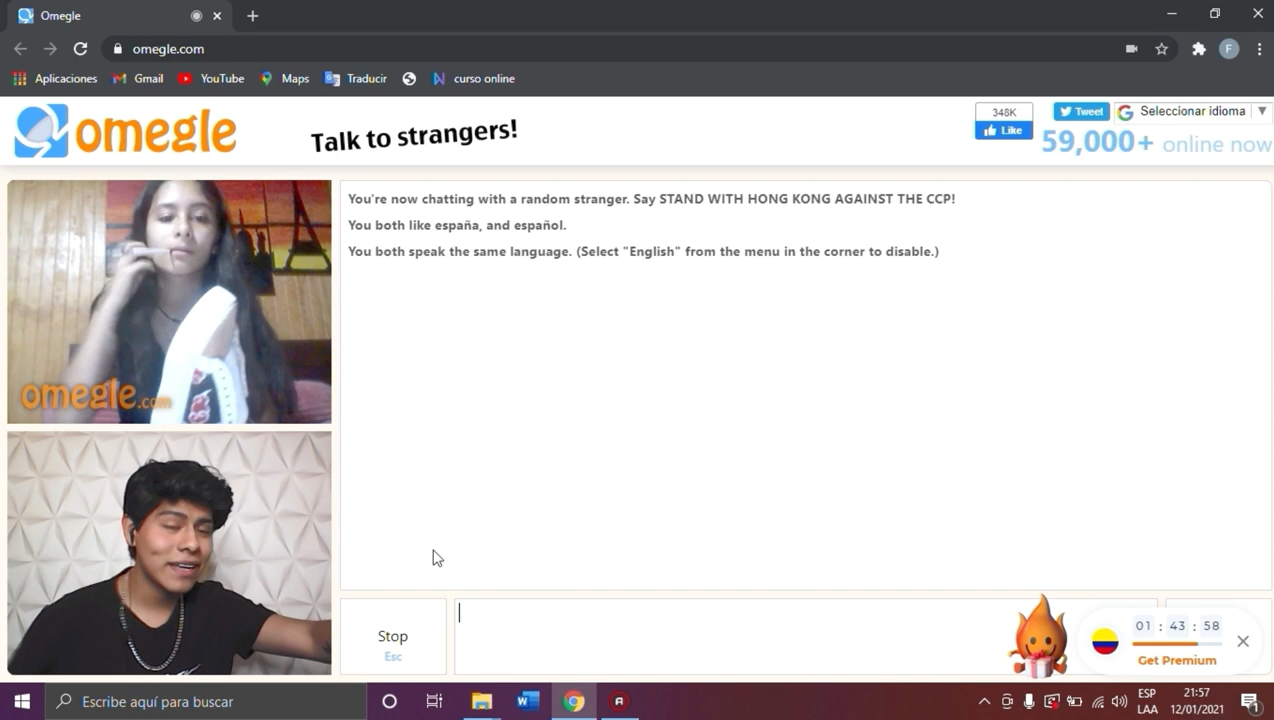 Omegle
omegle.com
Aplicaciones
Gmail
YouTube
Maps
Traducir
curso online
omegle
Talk to strangers!
348K
Like
Tweet
Seleccionar idioma
59,000+ online now
You're now chatting with a random stranger. Say STAND WITH HONG KONG AGAINST THE CCP!
You both like españa, and español.
You both speak the same language. (Select "English" from the menu in the corner to disable.)
omegle.com
Stop
Esc
01 : 43 : 58
Get Premium
Escribe aquí para buscar
ESP
LAA
21:57
12/01/2021
F
N
W
A
1